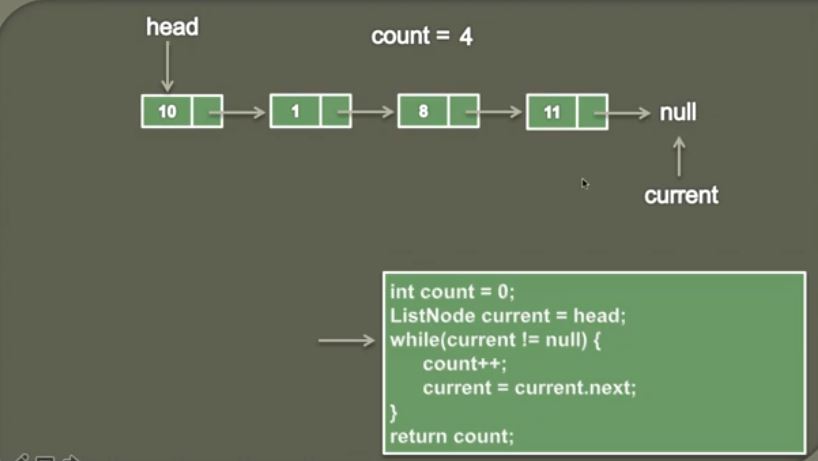 head
count = 4
10 1 8 11 null
current
int count = 0;
ListNode current = head;
while(current != null) {
count++;
current = current.next;
}
return count;